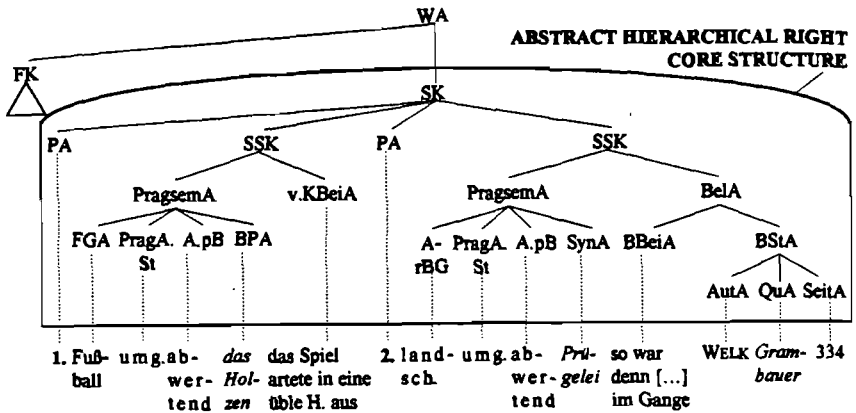 WA
ABSTRACT HIERARCHICAL RIGHT
CORE STRUCTURE
FK
SK
PA SSK PA SSK
PragsemA v.KBeiA PragsemA BelA
FGA PragA. A.pB BPA A- PragA. A.pB SynA BBeiA BStA
St rBG St
AutA QuA SeitA
1. Fuß- umg. ab- das das Spiel 2. land- umg. ab- Prü- so war WELK Gram- 334
ball wer- Hol- artete in eine sch. wer- gelei denn [...] bauer
tend zen üble H. aus tend im Gange